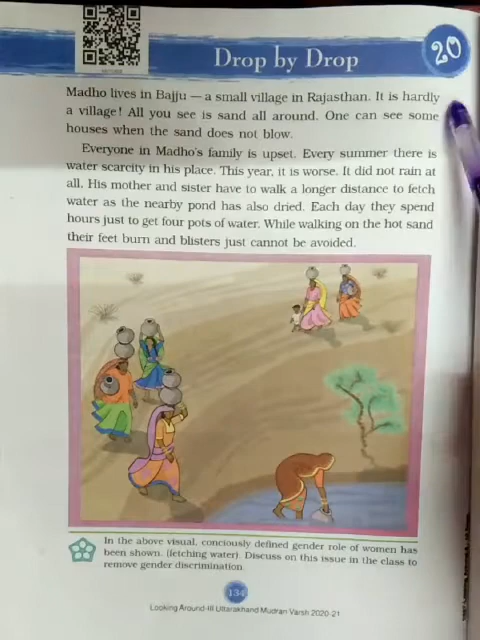 Drop by Drop
20
Madho lives in Bajju — a small village in Rajasthan. It is hardly
a village! All you see is sand all around. One can see some
houses when the sand does not blow.
Everyone in Madho's family is upset. Every summer there is
water scarcity in his place. This year, it is worse. It did not rain at
all. His mother and sister have to walk a longer distance to fetch
water as the nearby pond has also dried. Each day they spend
hours just to get four pots of water. While walking on the hot sand
their feet burn and blisters just cannot be avoided.
In the above visual, conciously defined gender role of women has
been shown. (fetching water). Discuss on this issue in the class to
remove gender discrimination.
134
Looking Around-III Uttarakhand Mudran Varsh 2020-21